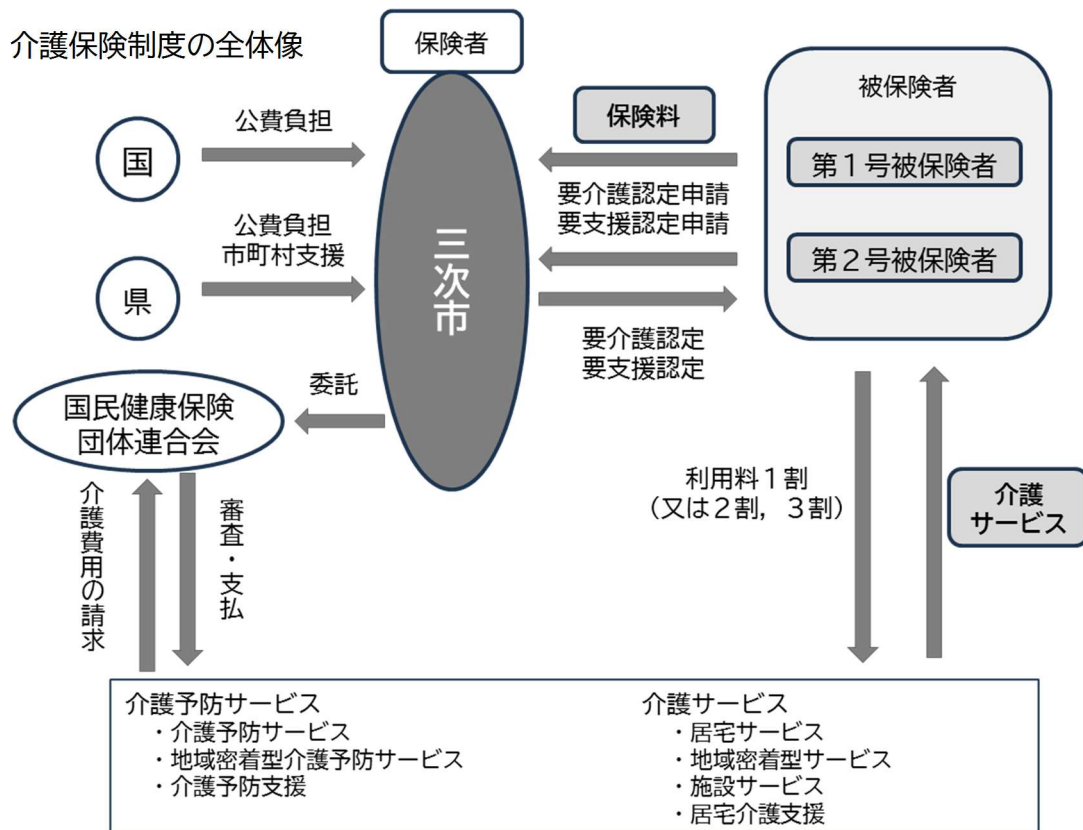 介護保険制度の全体像
保険者
被保険者
国
公費負担
保険料
第1号被保険者
要介護認定申請
要支援認定申請
公費負担
市町村支援
県
三次市
第2号被保険者
要介護認定
要支援認定
委託
国民健康保険
団体連合会
利用料1割
(又は2割,3割)
介護
サービス
介護費用の請求
審査・支払
介護予防サービス
・介護予防サービス
・地域密着型介護予防サービス
・介護予防支援
介護サービス
・居宅サービス
・地域密着型サービス
・施設サービス
・居宅介護支援